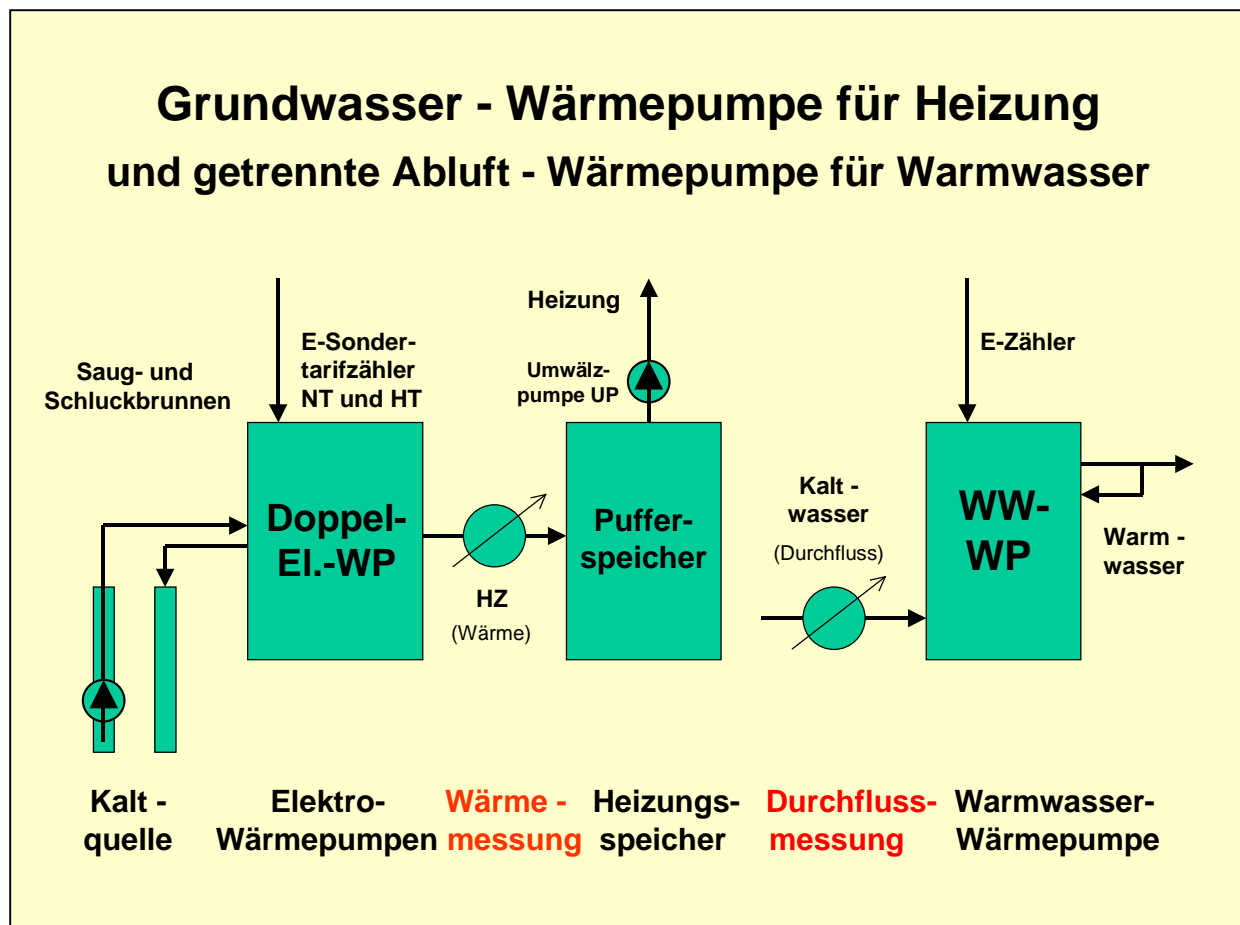 Grundwasser - Wärmepumpe für Heizung
und getrennte Abluft - Wärmepumpe für Warmwasser
Saug- und
Schluckbrunnen
E-Sonder-
tarifzähler
NT und HT
Heizung
Umwälz-
pumpe UP
E-Zähler
Doppel-
El.-WP
HZ
(Wärme)
Puffer-
speicher
Kalt -
wasser
(Durchfluss)
WW-
WP
Warm -
wasser
Kalt -
quelle
Elektro-
Wärmepumpen
Wärme -
messung
Heizungs-
speicher
Durchfluss-
messung
Warmwasser-
Wärmepumpe